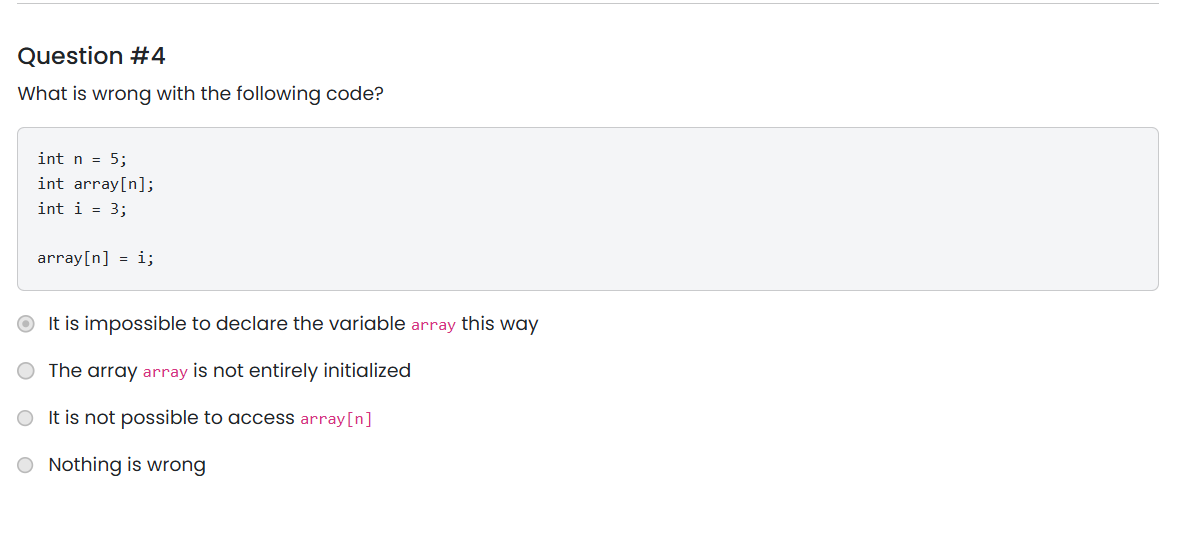 Question #4
What is wrong with the following code?
int n = 5;
int array[n];
int i = 3;
array[n] = i;
It is impossible to declare the variable array this way
The array array is not entirely initialized
It is not possible to access array[n]
Nothing is wrong